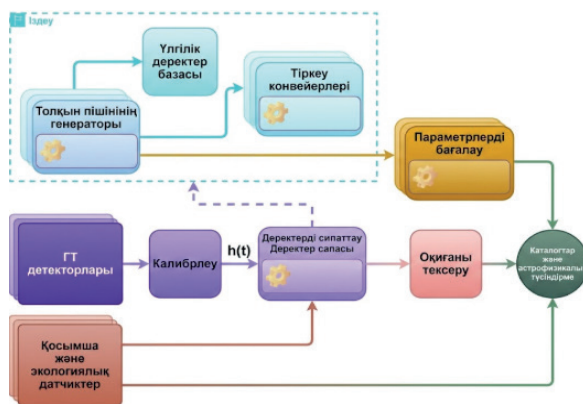 Іздеу
Үлгілік
деректер
базасы
Тіркеу
конвейерлері
Толқын пішінінің
генераторы
Параметрлерді
бағалау
ГТ
детекторлары
Калибрлеу
h(t)
Деректерді сипаттау
Деректер сапасы
Оқиғаны
тексеру
Каталогтар
және
астрофизикалық
түсіндірме
Қосымша
және
экологиялық
датчиктер